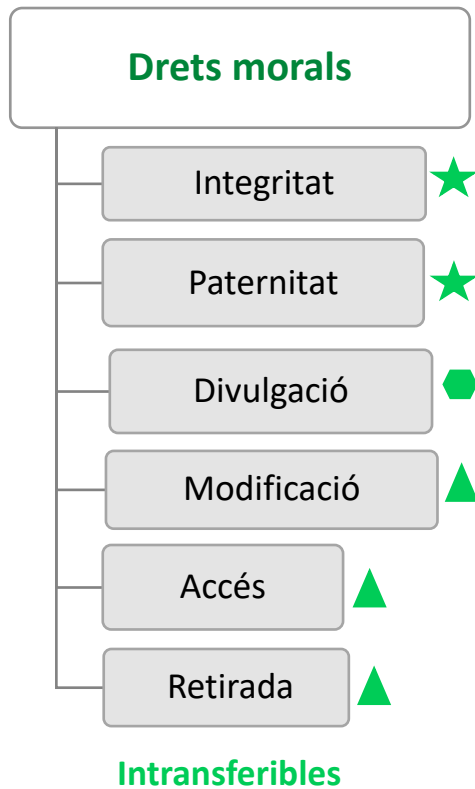 Drets morals
Integritat
Paternitat
Divulgació
Modificació
Accés
Retirada
Intransferibles